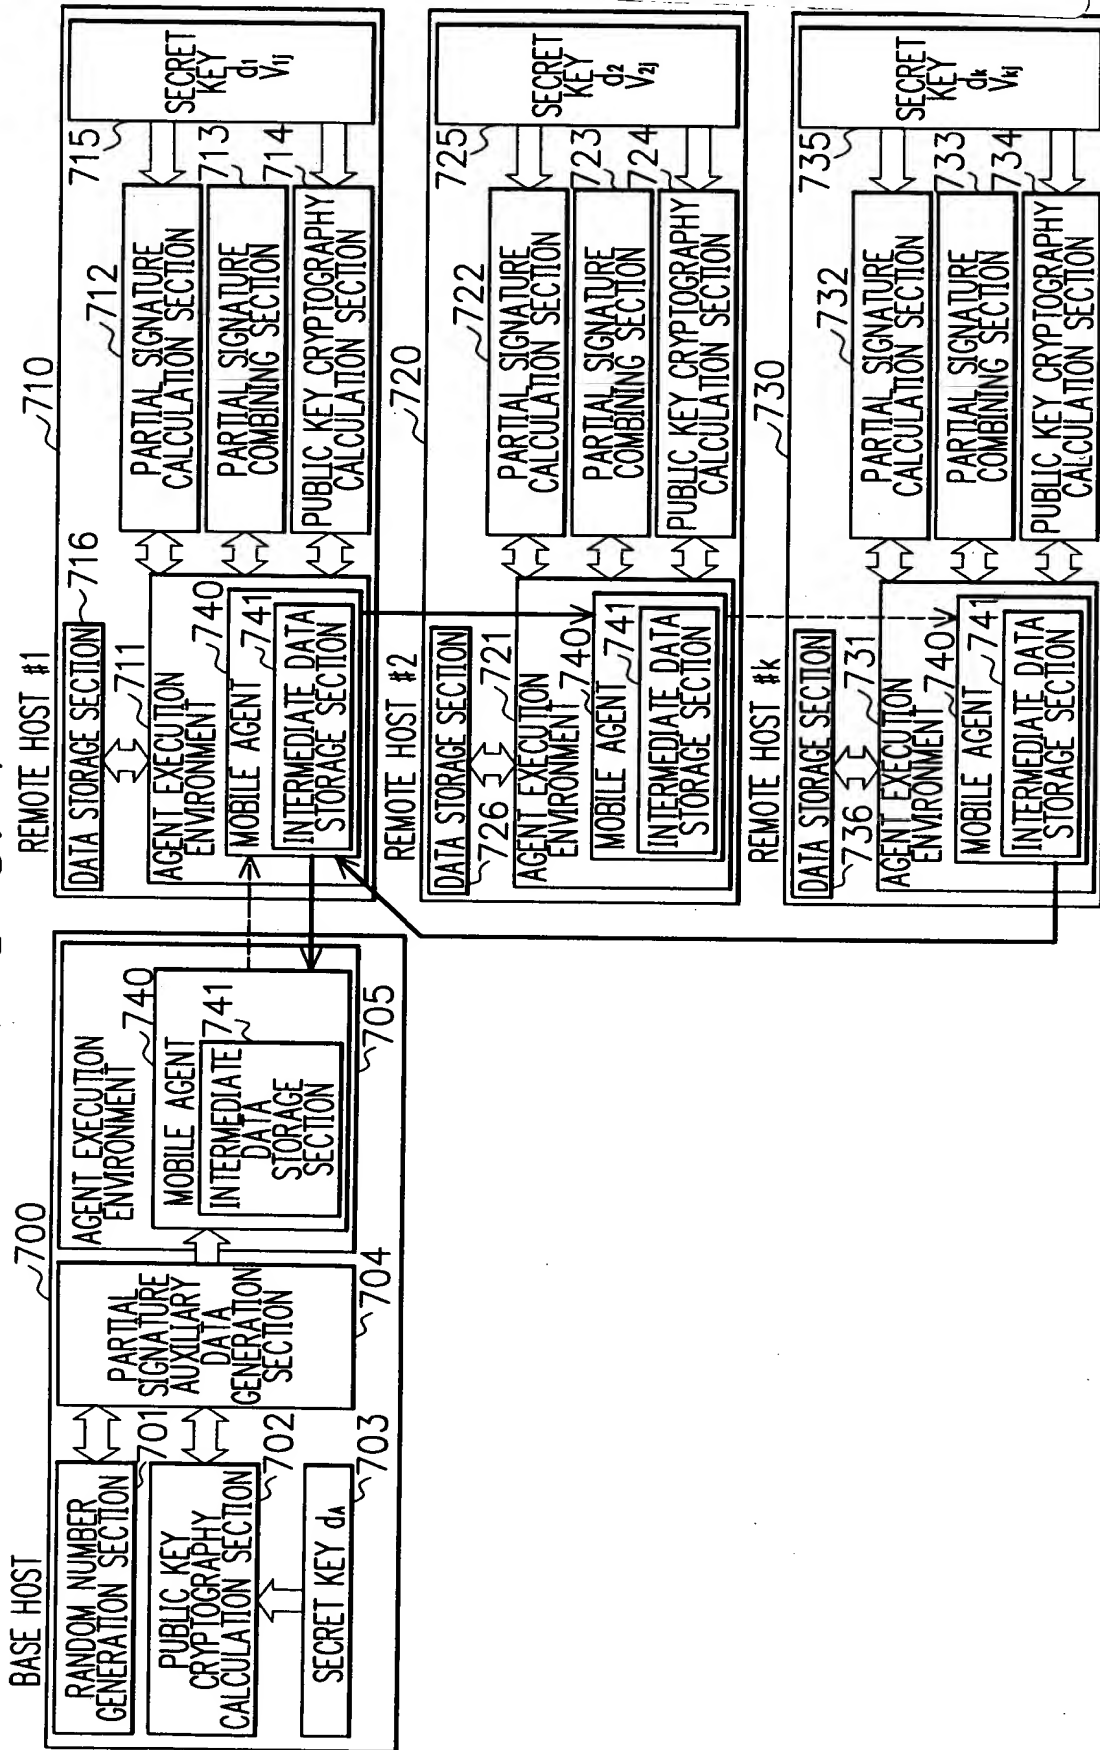 BASE HOST
700
RANDOM NUMBER
GENERATION SECTION
701
PUBLIC KEY
CRYPTOGRAPHY
CALCULATION SECTION
702
SECRET KEY dA
703
PARTIAL
SIGNATURE
AUXILIARY
DATA
GENERATION
SECTION
704
AGENT EXECUTION
ENVIRONMENT
740
MOBILE AGENT
741
INTERMEDIATE
DATA
STORAGE
SECTION
705
REMOTE HOST #1
710
DATA STORAGE SECTION
716
711
AGENT EXECUTION
ENVIRONMENT
740
MOBILE AGENT
741
INTERMEDIATE DATA
STORAGE SECTION
712
PARTIAL SIGNATURE
CALCULATION SECTION
713
PARTIAL SIGNATURE
COMBINING SECTION
714
PUBLIC KEY CRYPTOGRAPHY
CALCULATION SECTION
715
SECRET
KEY
d1
V1j
REMOTE HOST #2
720
DATA STORAGE SECTION
726
721
AGENT EXECUTION
ENVIRONMENT
740
MOBILE AGENT
741
INTERMEDIATE DATA
STORAGE SECTION
722
PARTIAL SIGNATURE
CALCULATION SECTION
723
PARTIAL SIGNATURE
COMBINING SECTION
724
PUBLIC KEY CRYPTOGRAPHY
CALCULATION SECTION
725
SECRET
KEY
d2
V2j
REMOTE HOST #k
730
DATA STORAGE SECTION
736
731
AGENT EXECUTION
ENVIRONMENT
740
MOBILE AGENT
741
INTERMEDIATE DATA
STORAGE SECTION
732
PARTIAL SIGNATURE
CALCULATION SECTION
733
PARTIAL SIGNATURE
COMBINING SECTION
734
PUBLIC KEY CRYPTOGRAPHY
CALCULATION SECTION
735
SECRET
KEY
dk
Vkj